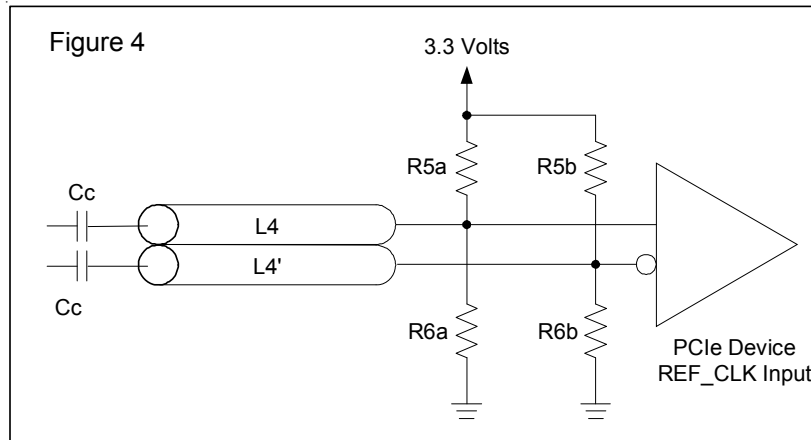 Figure 4
3.3 Volts
R5a
R5b
Cc
L4
L4'
Cc
R6a
R6b
PCIe Device
REF_CLK Input